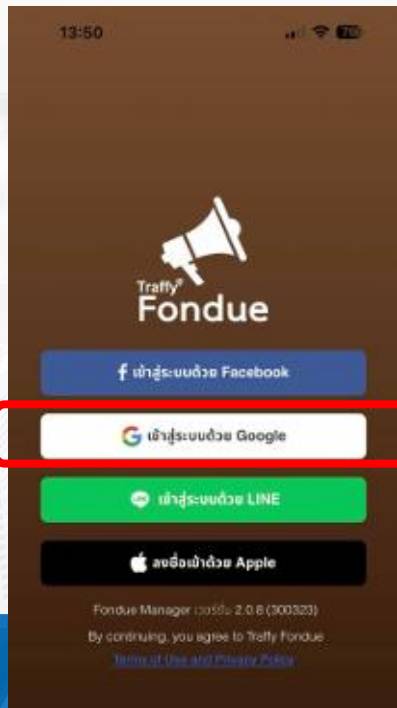 13:50
70
Traffy
Fondue
f เข้าสู่ระบบด้วย Facebook
G เข้าสู่ระบบด้วย Google
LINE เข้าสู่ระบบด้วย LINE
ลงชื่อเข้าด้วย Apple
Fondue Manager เวอร์ชัน 2.0.8 (300323)
By continuing, you agree to Traffy Fondue
Terms of Use and Privacy Policy